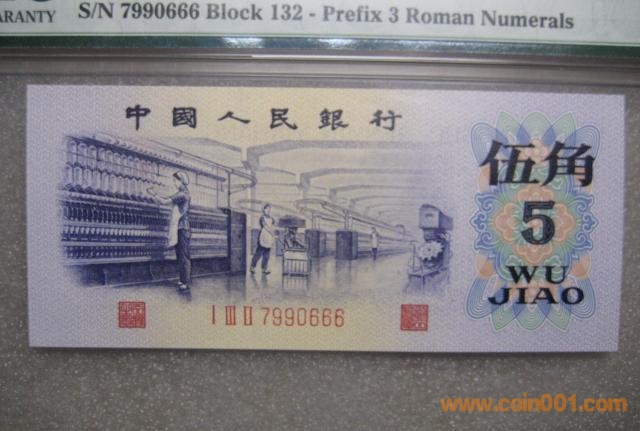 ARANTY
S/N 7990666 Block 132 - Prefix 3 Roman Numerals
中國人民銀行
伍角
5
WU
JIAO
I III II 7990666
www.coin001.com